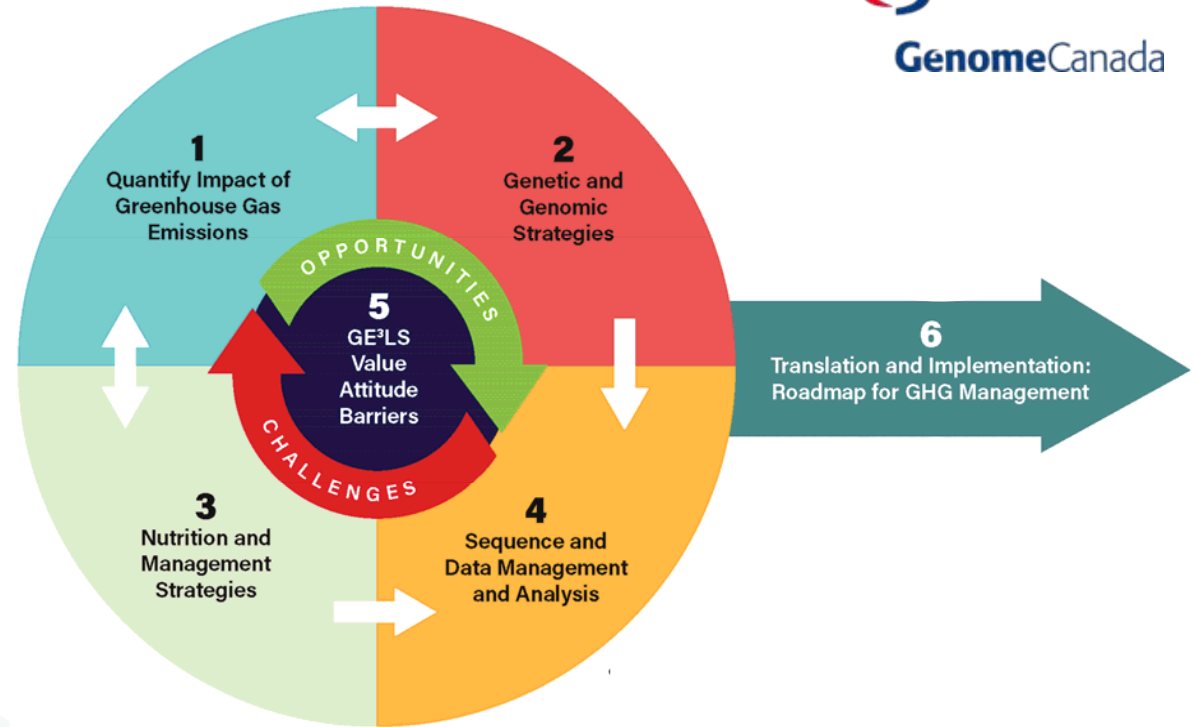 GenomeCanada
1
Quantify Impact of
Greenhouse Gas
Emissions
2
Genetic and
Genomic
Strategies
OPPORTUNITIES
5
GE³LS
Value
Attitude
Barriers
CHALLENGES
6
Translation and Implementation:
Roadmap for GHG Management
3
Nutrition and
Management
Strategies
4
Sequence and
Data Management
and Analysis